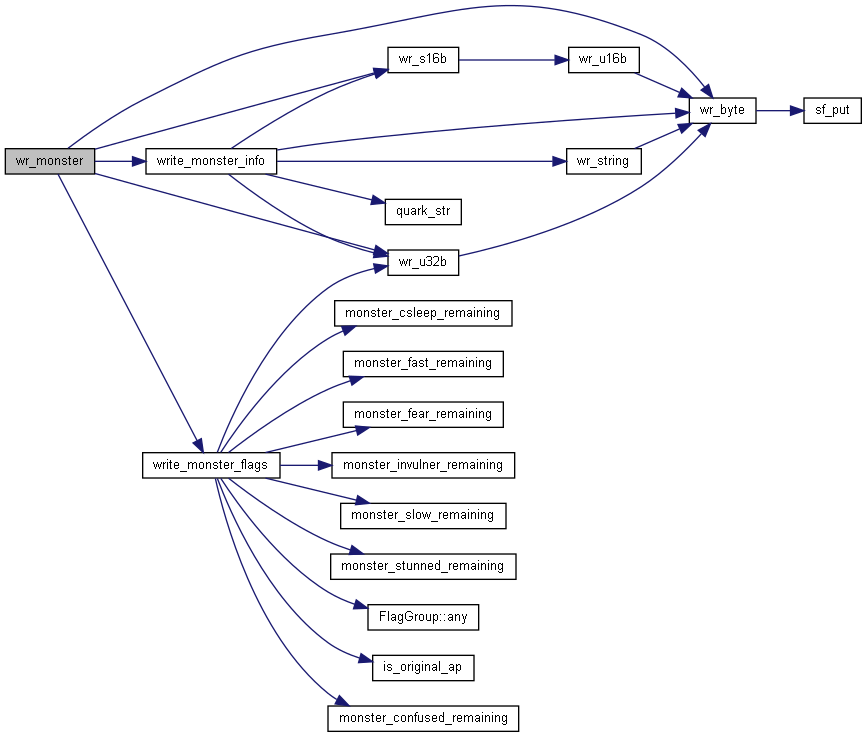 wr_s16b
wr_u16b
wr_byte
sf_put
wr_monster
write_monster_info
wr_string
quark_str
wr_u32b
monster_csleep_remaining
monster_fast_remaining
monster_fear_remaining
write_monster_flags
monster_invulner_remaining
monster_slow_remaining
monster_stunned_remaining
FlagGroup::any
is_original_ap
monster_confused_remaining